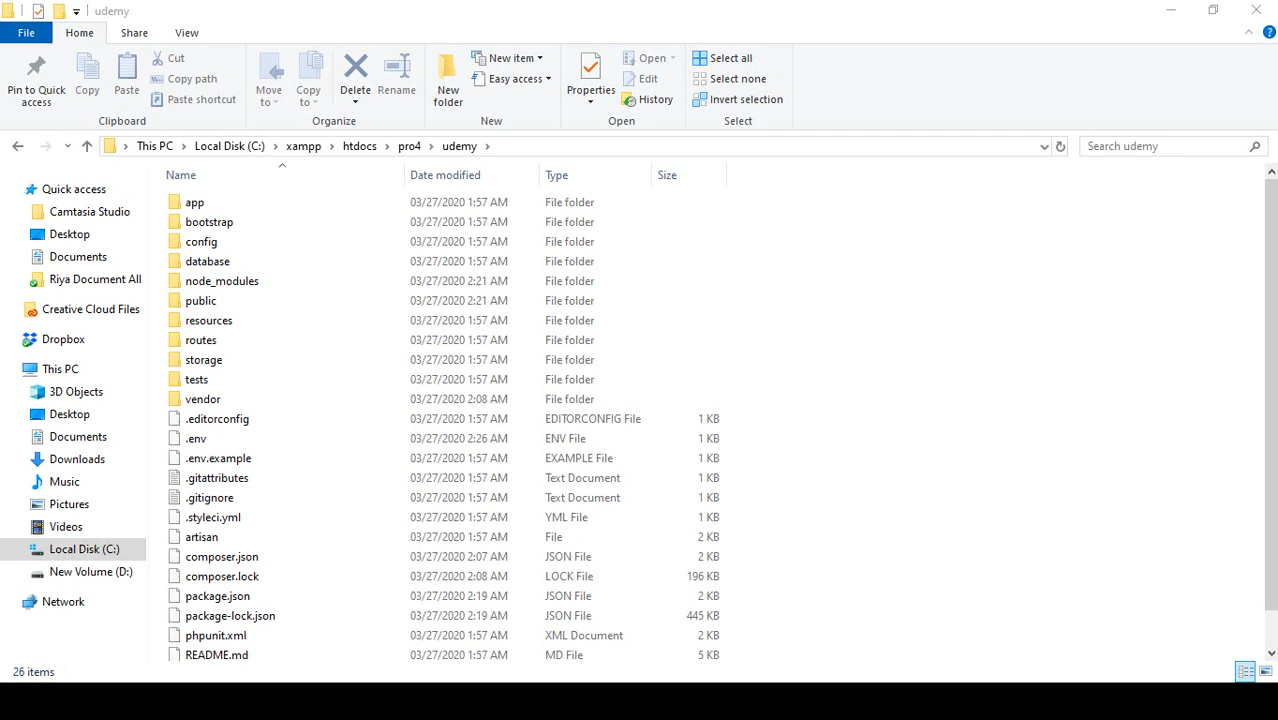 udemy
File Home Share View
Pin to Quick access
Copy
Paste
Cut
Copy path
Paste shortcut
Clipboard
Move to
Copy to
Delete
Rename
Organize
New folder
New item
Easy access
New
Properties
Open
Edit
History
Open
Select all
Select none
Invert selection
Select
This PC > Local Disk (C:) > xampp > htdocs > pro4 > udemy >
Search udemy
Quick access
Camtasia Studio
Desktop
Documents
Riya Document All
Creative Cloud Files
Dropbox
This PC
3D Objects
Desktop
Documents
Downloads
Music
Pictures
Videos
Local Disk (C:)
New Volume (D:)
Network
Name Date modified Type Size
app 03/27/2020 1:57 AM File folder
bootstrap 03/27/2020 1:57 AM File folder
config 03/27/2020 1:57 AM File folder
database 03/27/2020 1:57 AM File folder
node_modules 03/27/2020 2:21 AM File folder
public 03/27/2020 2:21 AM File folder
resources 03/27/2020 1:57 AM File folder
routes 03/27/2020 1:57 AM File folder
storage 03/27/2020 1:57 AM File folder
tests 03/27/2020 1:57 AM File folder
vendor 03/27/2020 2:08 AM File folder
.editorconfig 03/27/2020 1:57 AM EDITORCONFIG File 1 KB
.env 03/27/2020 2:26 AM ENV File 1 KB
.env.example 03/27/2020 1:57 AM EXAMPLE File 1 KB
.gitattributes 03/27/2020 1:57 AM Text Document 1 KB
.gitignore 03/27/2020 1:57 AM Text Document 1 KB
.styleci.yml 03/27/2020 1:57 AM YML File 1 KB
artisan 03/27/2020 1:57 AM File 2 KB
composer.json 03/27/2020 2:07 AM JSON File 2 KB
composer.lock 03/27/2020 2:08 AM LOCK File 196 KB
package.json 03/27/2020 2:19 AM JSON File 2 KB
package-lock.json 03/27/2020 2:19 AM JSON File 445 KB
phpunit.xml 03/27/2020 1:57 AM XML Document 2 KB
README.md 03/27/2020 1:57 AM MD File 5 KB
26 items